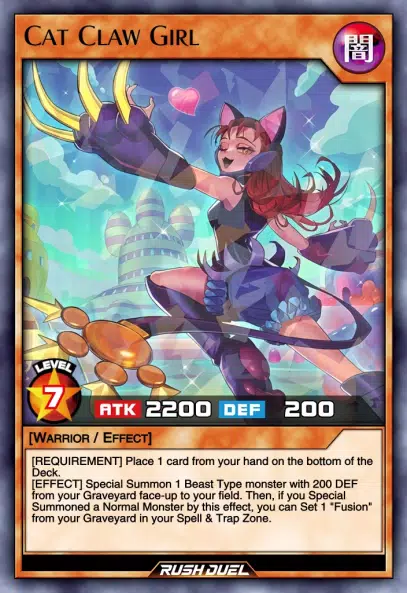 CAT CLAW GIRL
闇
LEVEL
7
ATK 2200 DEF 200
[WARRIOR / EFFECT]
[REQUIREMENT] Place 1 card from your hand on the bottom of the
Deck.
[EFFECT] Special Summon 1 Beast Type monster with 200 DEF
from your Graveyard face-up to your field. Then, if you Special
Summoned a Normal Monster by this effect, you can Set 1 "Fusion"
from your Graveyard in your Spell & Trap Zone.
RUSH DUEL